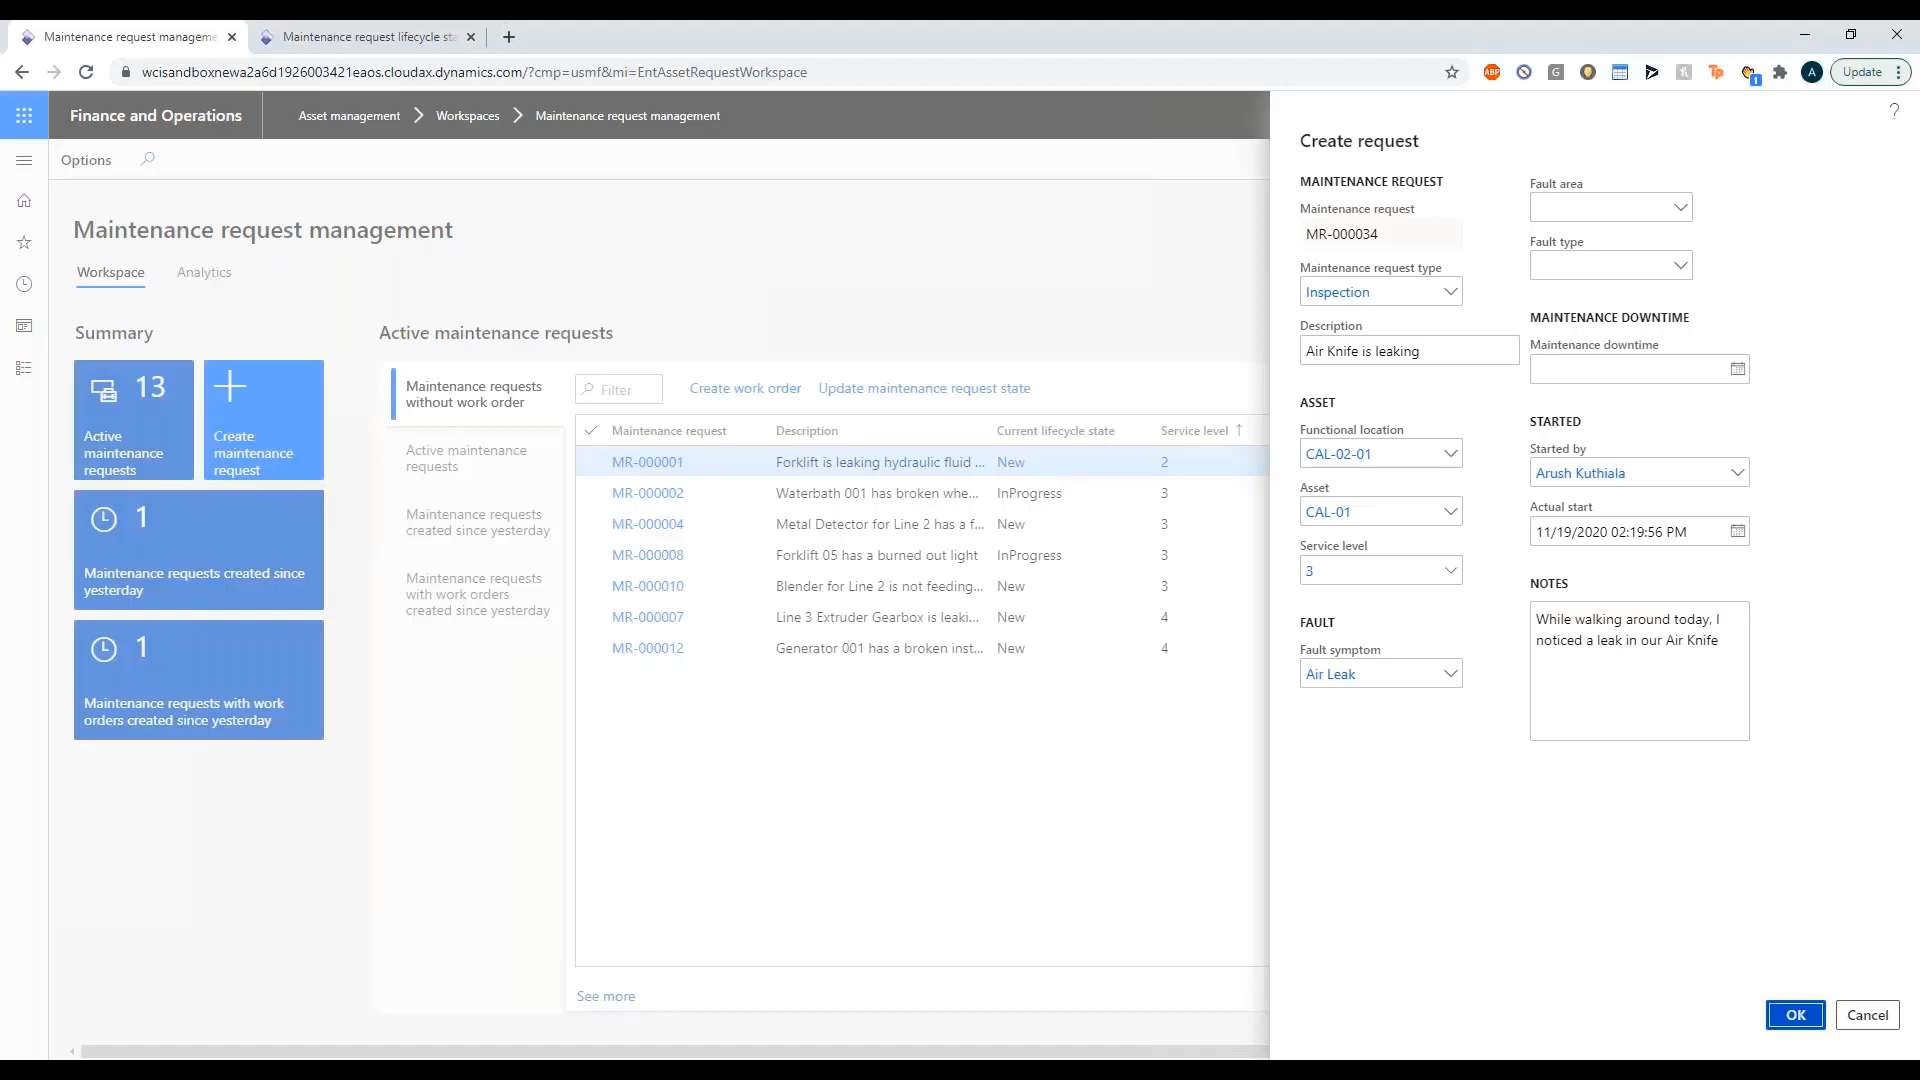 Maintenance request manageme
Maintenance request lifecycle sta
wcisandboxnewa2a6d1926003421eaos.cloudax.dynamics.com/?cmp=usmf&mi=EntAssetRequestWorkspace
ABP
G
Tp
1
A
Update
Finance and Operations
Asset management
Workspaces
Maintenance request management
?
Options
Maintenance request management
Workspace
Analytics
Summary
13
Active
maintenance
requests
Create
maintenance
request
1
Maintenance requests created since
yesterday
1
Maintenance requests with work
orders created since yesterday
Active maintenance requests
Maintenance requests
without work order
Active maintenance
requests
Maintenance requests
created since yesterday
Maintenance requests
with work orders
created since yesterday
Filter
Create work order
Update maintenance request state
Maintenance request Description Current lifecycle state Service level
MR-000001 Forklift is leaking hydraulic fluid ... New 2
MR-000002 Waterbath 001 has broken whe... InProgress 3
MR-000004 Metal Detector for Line 2 has a f... New 3
MR-000008 Forklift 05 has a burned out light InProgress 3
MR-000010 Blender for Line 2 is not feeding... New 3
MR-000007 Line 3 Extruder Gearbox is leaki... New 4
MR-000012 Generator 001 has a broken inst... New 4
See more
Create request
MAINTENANCE REQUEST
Maintenance request
MR-000034
Maintenance request type
Inspection
Description
Air Knife is leaking
ASSET
Functional location
CAL-02-01
Asset
CAL-01
Service level
3
FAULT
Fault symptom
Air Leak
Fault area
Fault type
MAINTENANCE DOWNTIME
Maintenance downtime
STARTED
Started by
Arush Kuthiala
Actual start
11/19/2020 02:19:56 PM
NOTES
While walking around today, I
noticed a leak in our Air Knife
OK
Cancel